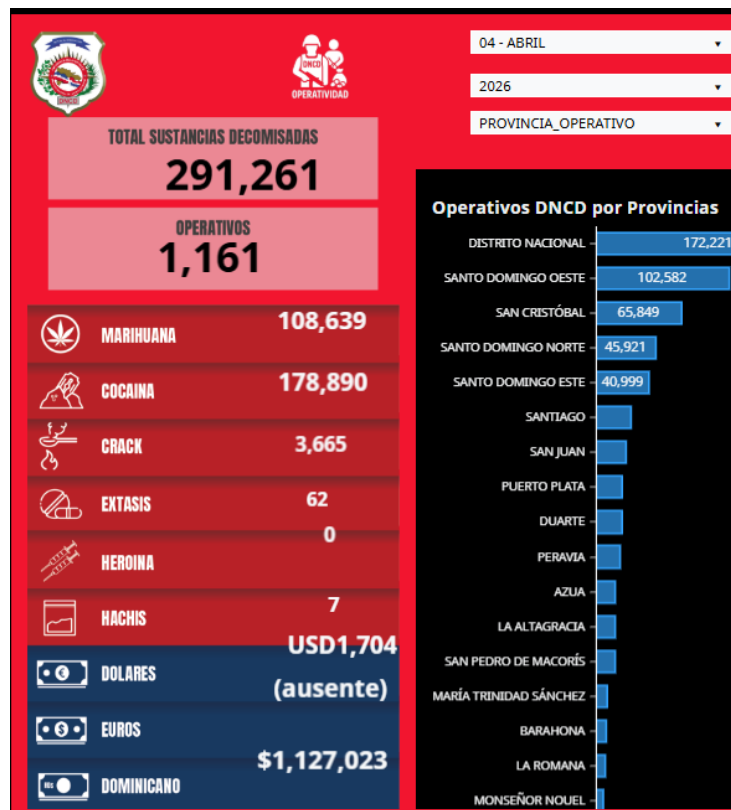 DNCD
OPERATIVIDAD
04 - ABRIL
2026
PROVINCIA_OPERATIVO
TOTAL SUSTANCIAS DECOMISADAS
291,261
OPERATIVOS
1,161
MARIHUANA 108,639
COCAINA 178,890
CRACK 3,665
EXTASIS 62
HEROINA 0
HACHIS 7
DOLARES USD1,704
EUROS (ausente)
DOMINICANO $1,127,023
Operativos DNCD por Provincias
DISTRITO NACIONAL 172,221
SANTO DOMINGO OESTE 102,582
SAN CRISTÓBAL 65,849
SANTO DOMINGO NORTE 45,921
SANTO DOMINGO ESTE 40,999
SANTIAGO
SAN JUAN
PUERTO PLATA
DUARTE
PERAVIA
AZUA
LA ALTAGRACIA
SAN PEDRO DE MACORÍS
MARÍA TRINIDAD SÁNCHEZ
BARAHONA
LA ROMANA
MONSEÑOR NOUEL